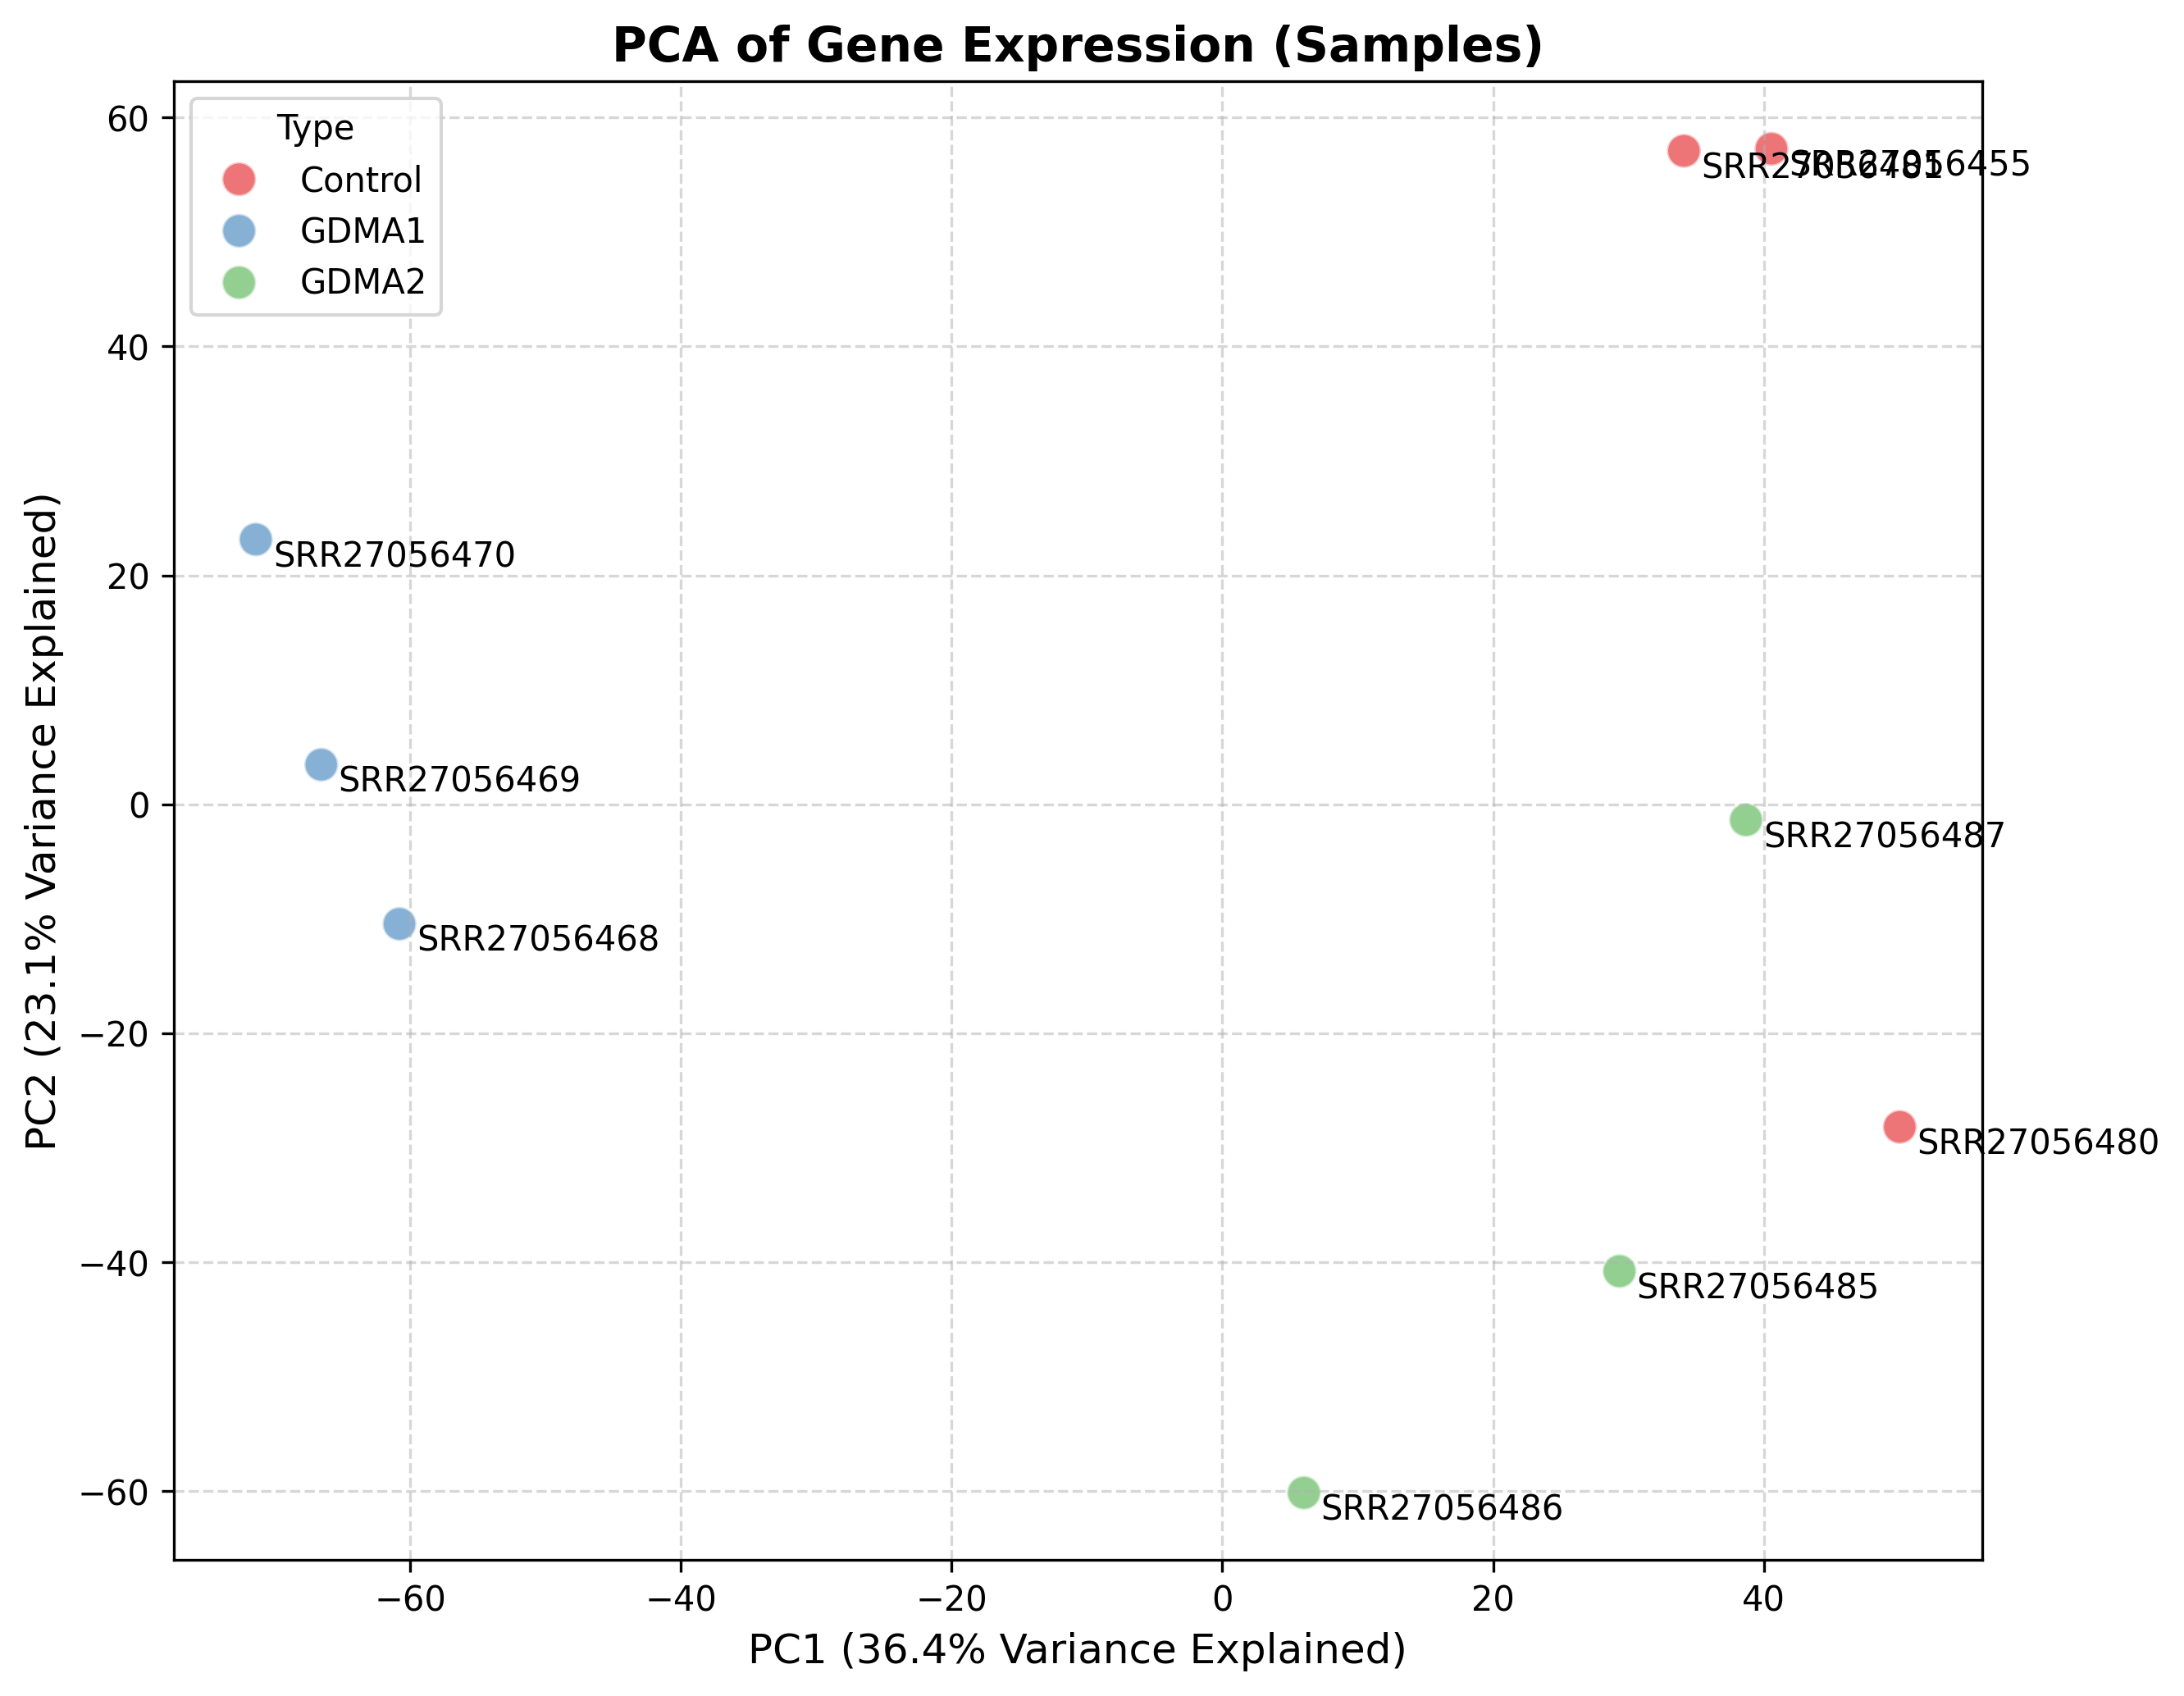 PCA of Gene Expression (Samples)
Type
Control
GDMA1
GDMA2
60
40
20
0
−20
−40
−60
PC2 (23.1% Variance Explained)
SRR27056481
SRR27056455
SRR27056470
SRR27056469
SRR27056487
SRR27056468
SRR27056480
SRR27056485
SRR27056486
−60
−40
−20
0
20
40
PC1 (36.4% Variance Explained)